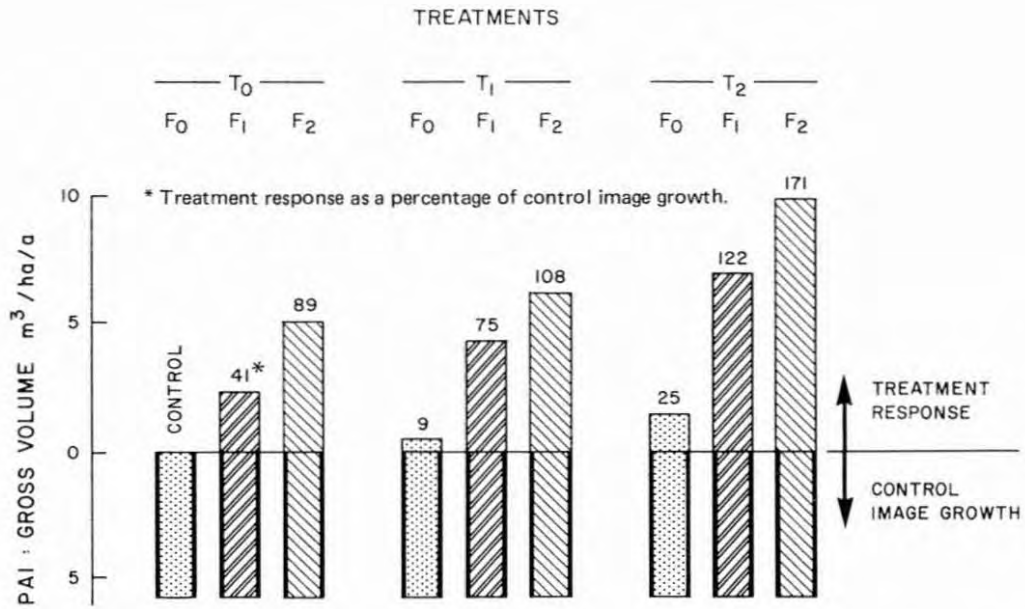 TREATMENTS
T0 T1 T2
F0 F1 F2 F0 F1 F2 F0 F1 F2
* Treatment response as a percentage of control image growth.
PAI : GROSS VOLUME m³/ha/a
10
5
0
5
CONTROL
41*
89
9
75
108
25
122
171
TREATMENT
RESPONSE
CONTROL
IMAGE GROWTH